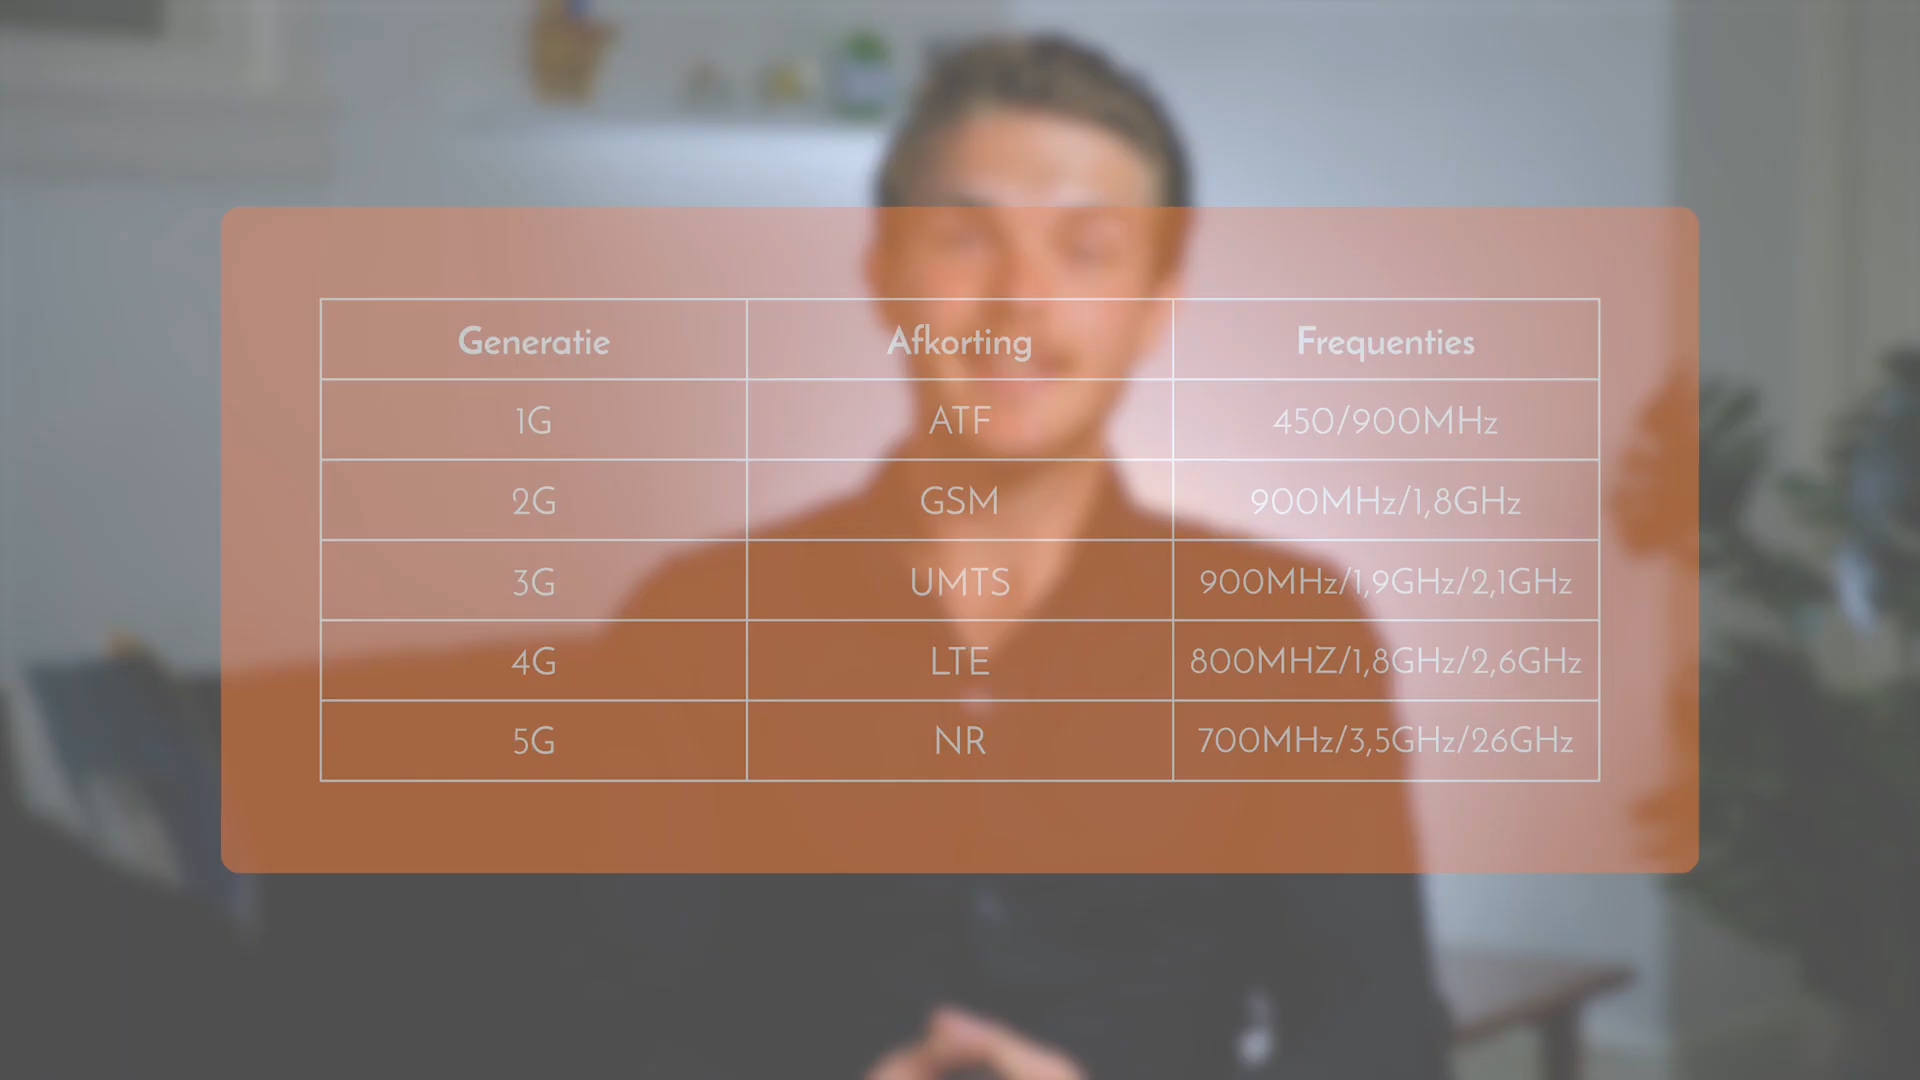 Generatie Afkorting Frequenties
1G ATF 450/900MHz
2G GSM 900MHz/1,8GHz
3G UMTS 900MHz/1,9GHz/2,1GHz
4G LTE 800MHZ/1,8GHz/2,6GHz
5G NR 700MHz/3,5GHz/26GHz